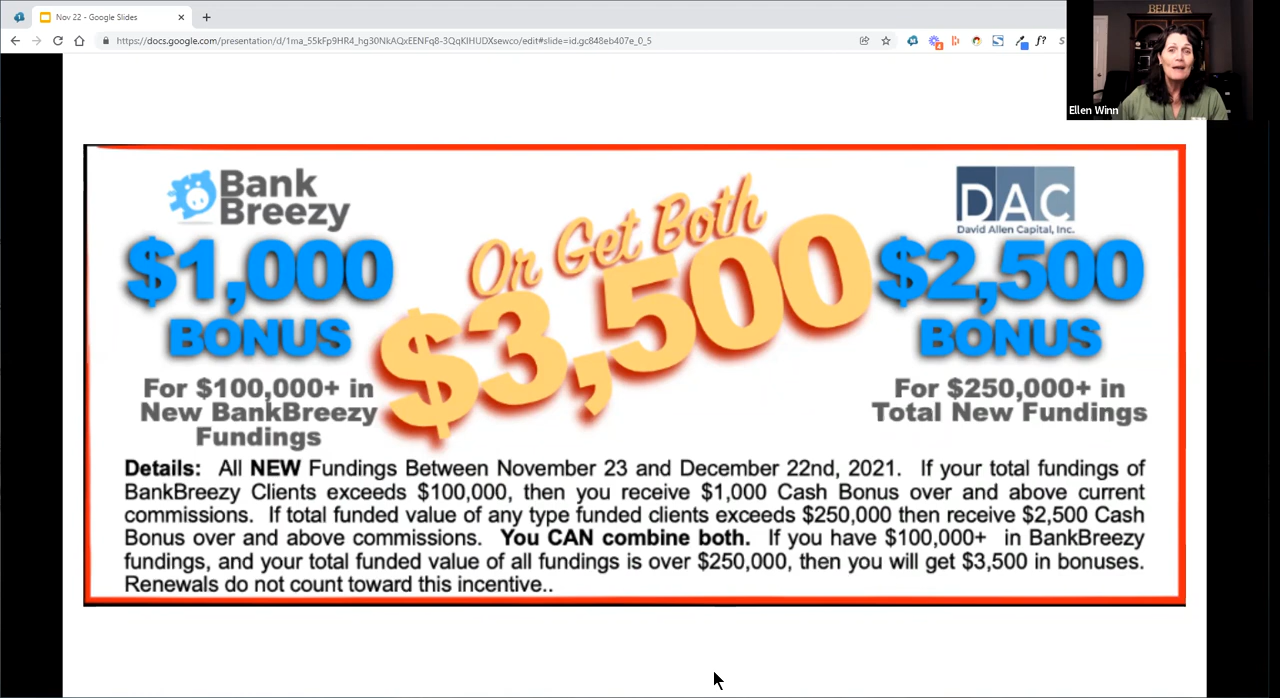 Nov 22 - Google Slides
https://docs.google.com/presentation/d/1ma_55kFp9HR4_hg30NkAQxEENFq8-3QqKIHUDXsewco/edit#slide=id.gc848eb407e_0_5
4
f?
S
BELIEVE
Ellen Winn
Bank
Breezy
$1,000
BONUS
For $100,000+ in
New BankBreezy
Fundings
Or Get Both
$3,500
DAC
David Allen Capital, Inc.
$2,500
BONUS
For $250,000+ in
Total New Fundings
Details: All NEW Fundings Between November 23 and December 22nd, 2021. If your total fundings of
BankBreezy Clients exceeds $100,000, then you receive $1,000 Cash Bonus over and above current
commissions. If total funded value of any type funded clients exceeds $250,000 then receive $2,500 Cash
Bonus over and above commissions. You CAN combine both. If you have $100,000+ in BankBreezy
fundings, and your total funded value of all fundings is over $250,000, then you will get $3,500 in bonuses.
Renewals do not count toward this incentive..